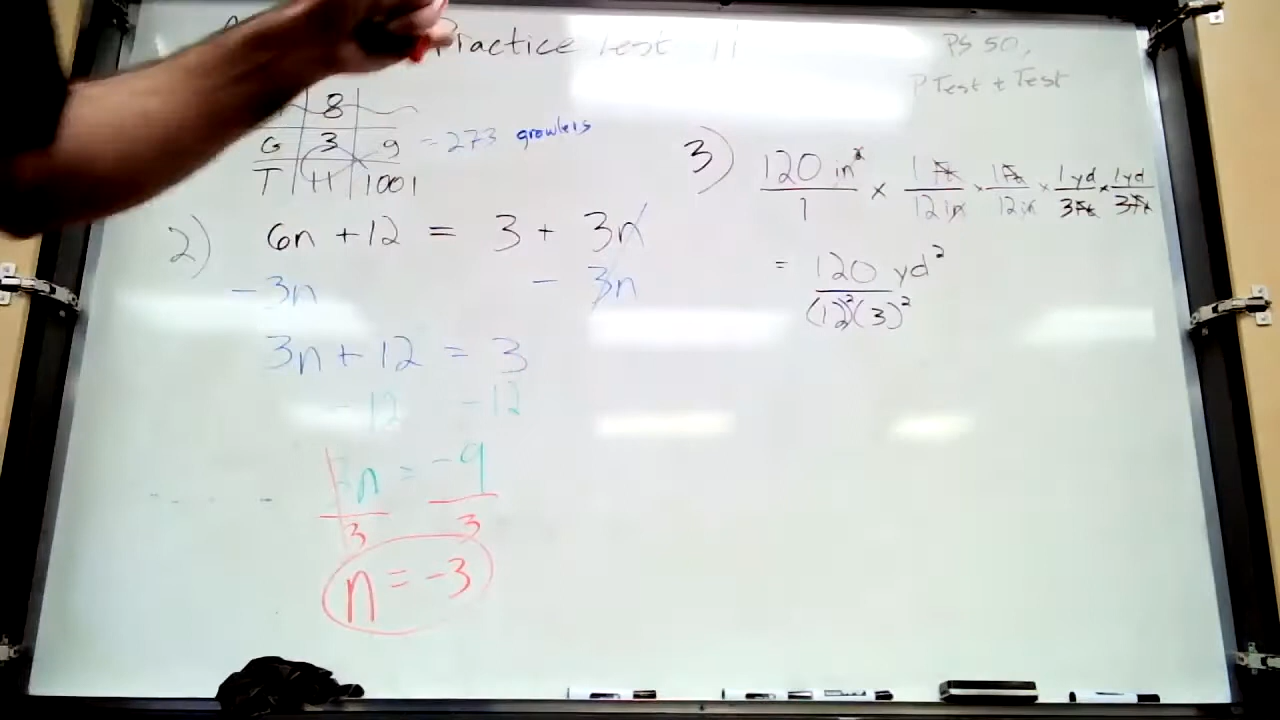 Practice Test 11
PS 50,
P Test + Test
8
G 3 9 = 273 growlers
T 11 1001
2) 6n + 12 = 3 + 3n
- 3n - 3n
3n + 12 = 3
- 12 - 12
3n = -9
3 3
n = -3
3) 120 in² / 1 × 1 ft / 12 in × 1 ft / 12 in × 1 yd / 3 ft × 1 yd / 3 ft
= 120 yd² / (12)²(3)²